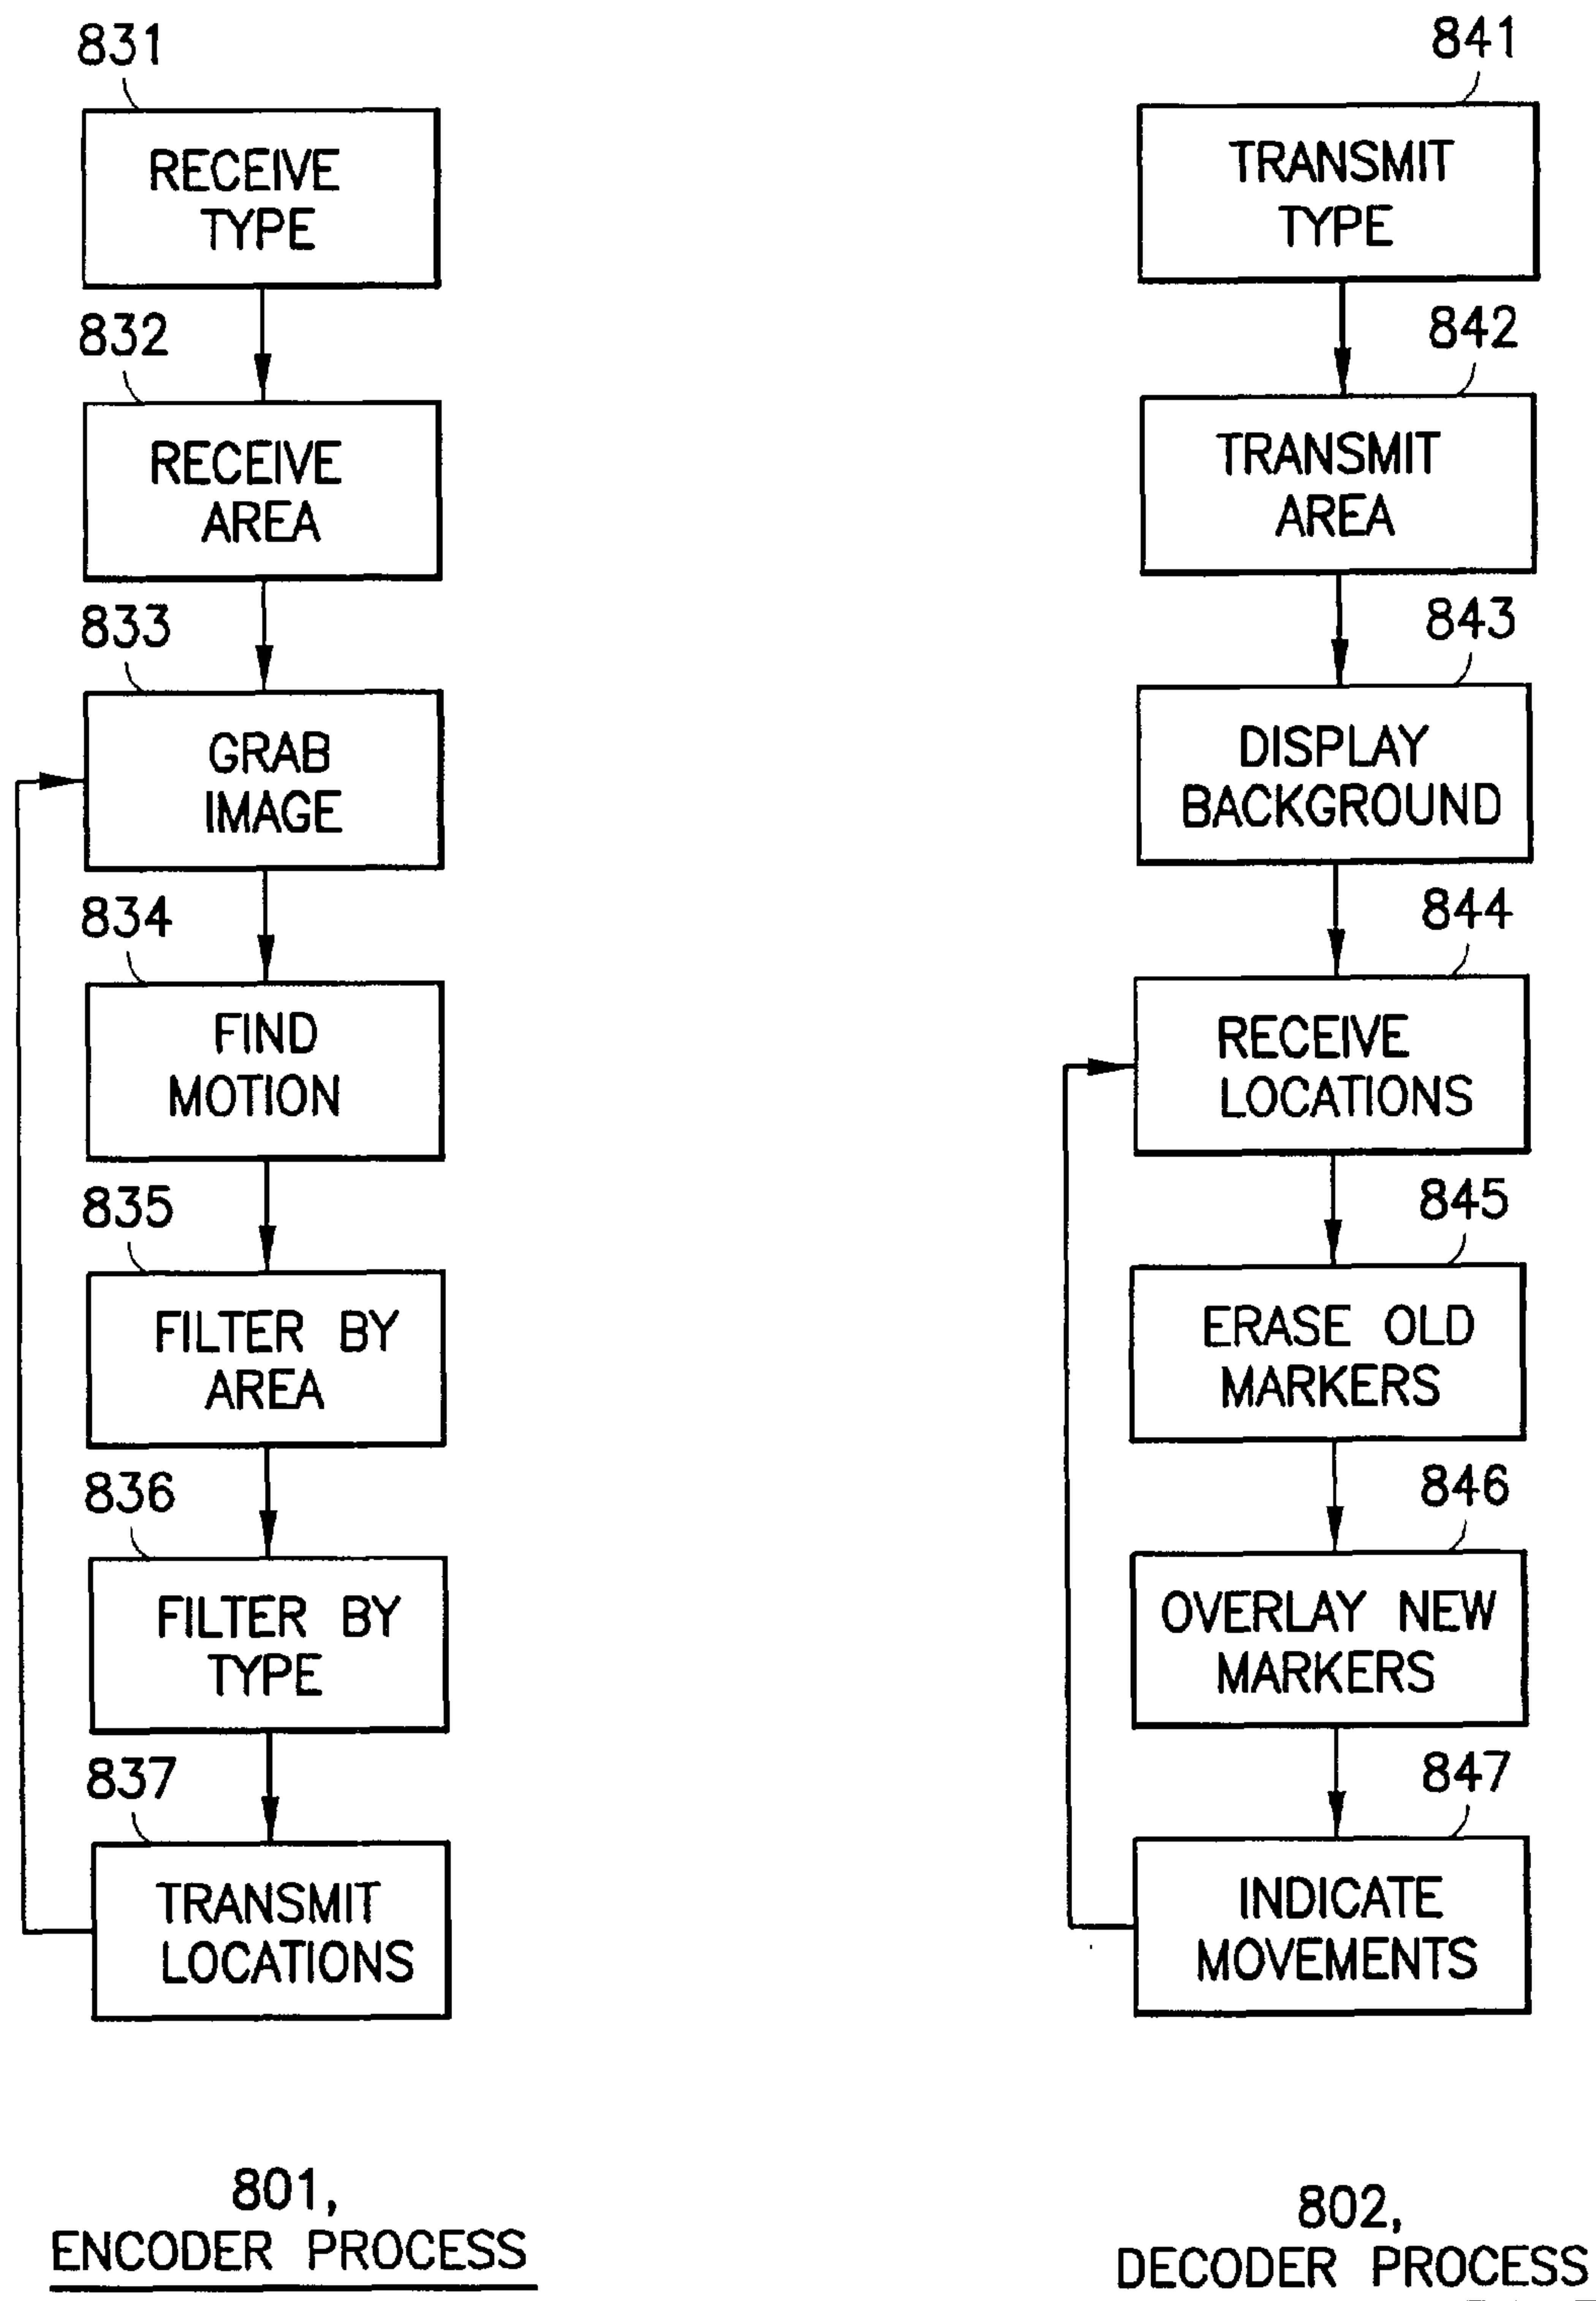 831
RECEIVE
TYPE
832
RECEIVE
AREA
833
GRAB
IMAGE
834
FIND
MOTION
835
FILTER BY
AREA
836
FILTER BY
TYPE
837
TRANSMIT
LOCATIONS
801,
ENCODER PROCESS
841
TRANSMIT
TYPE
842
TRANSMIT
AREA
843
DISPLAY
BACKGROUND
844
RECEIVE
LOCATIONS
845
ERASE OLD
MARKERS
846
OVERLAY NEW
MARKERS
847
INDICATE
MOVEMENTS
802,
DECODER PROCESS